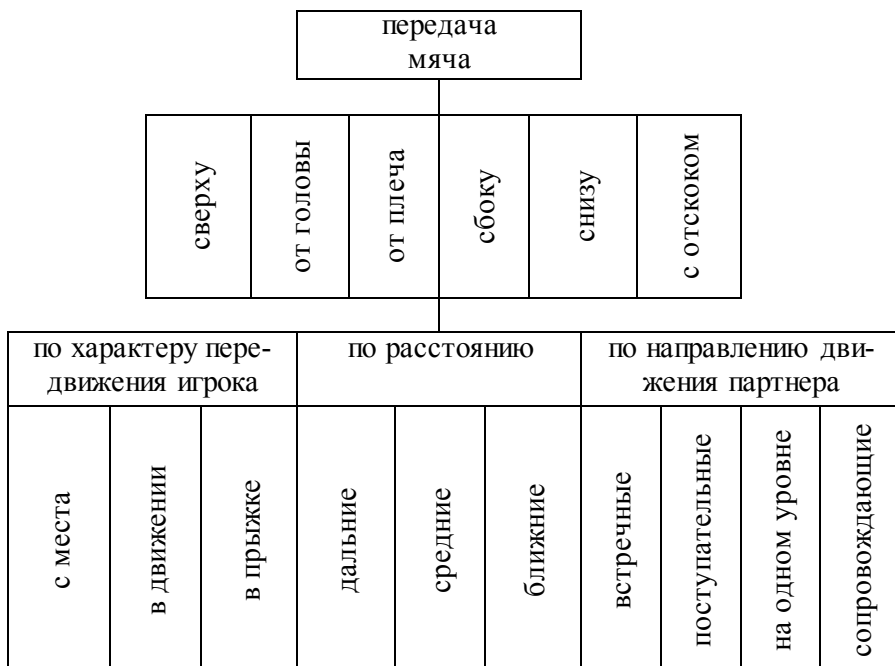 передача
мяча
сверху
от головы
от плеча
сбоку
снизу
с отскоком
по характеру пере-
движения игрока
по расстоянию
по направлению дви-
жения партнера
с места
в движении
в прыжке
дальние
средние
ближние
встречные
поступательные
на одном уровне
сопровождающие